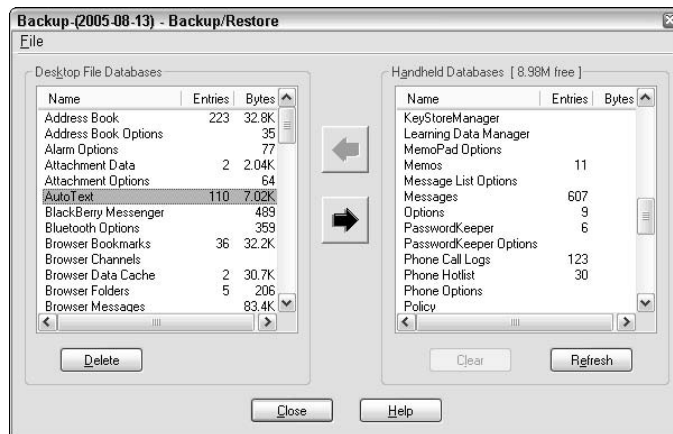 Backup-(2005-08-13) - Backup/Restore
File
Desktop File Databases
Name Entries Bytes
Address Book 223 32.8K
Address Book Options 35
Alarm Options 77
Attachment Data 2 2.04K
Attachment Options 64
AutoText 110 7.02K
BlackBerry Messenger 489
Bluetooth Options 359
Browser Bookmarks 36 32.2K
Browser Channels
Browser Data Cache 2 30.7K
Browser Folders 5 206
Browser Messages 83.4K
Delete
Handheld Databases [ 8.98M free ]
Name Entries Bytes
KeyStoreManager
Learning Data Manager
MemoPad Options
Memos 11
Message List Options
Messages 607
Options 9
PasswordKeeper 6
PasswordKeeper Options
Phone Call Logs 123
Phone Hotlist 30
Phone Options
Policy
Clear Refresh
Close Help